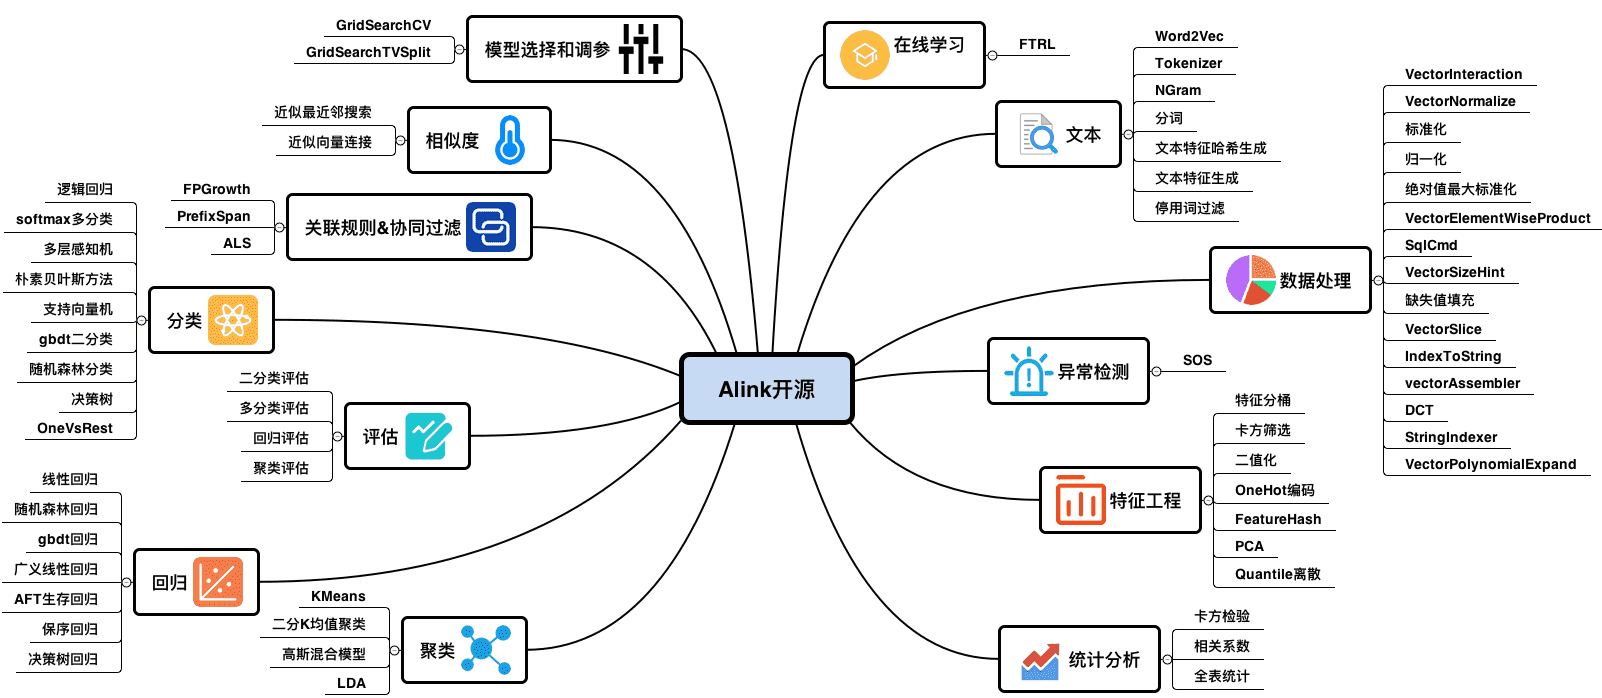 Alink开源
模型选择和调参
GridSearchCV
GridSearchTVSplit
相似度
近似最近邻搜索
近似向量连接
关联规则&协同过滤
FPGrowth
PrefixSpan
ALS
分类
逻辑回归
softmax多分类
多层感知机
朴素贝叶斯方法
支持向量机
gbdt二分类
随机森林分类
决策树
OneVsRest
评估
二分类评估
多分类评估
回归评估
聚类评估
回归
线性回归
随机森林回归
gbdt回归
广义线性回归
AFT生存回归
保序回归
决策树回归
聚类
KMeans
二分K均值聚类
高斯混合模型
LDA
在线学习
FTRL
文本
Word2Vec
Tokenizer
NGram
分词
文本特征哈希生成
文本特征生成
停用词过滤
数据处理
VectorInteraction
VectorNormalize
标准化
归一化
绝对值最大标准化
VectorElementWiseProduct
SqlCmd
VectorSizeHint
缺失值填充
VectorSlice
IndexToString
vectorAssembler
DCT
StringIndexer
VectorPolynomialExpand
异常检测
SOS
特征工程
特征分桶
卡方筛选
二值化
OneHot编码
FeatureHash
PCA
Quantile离散
统计分析
卡方检验
相关系数
全表统计